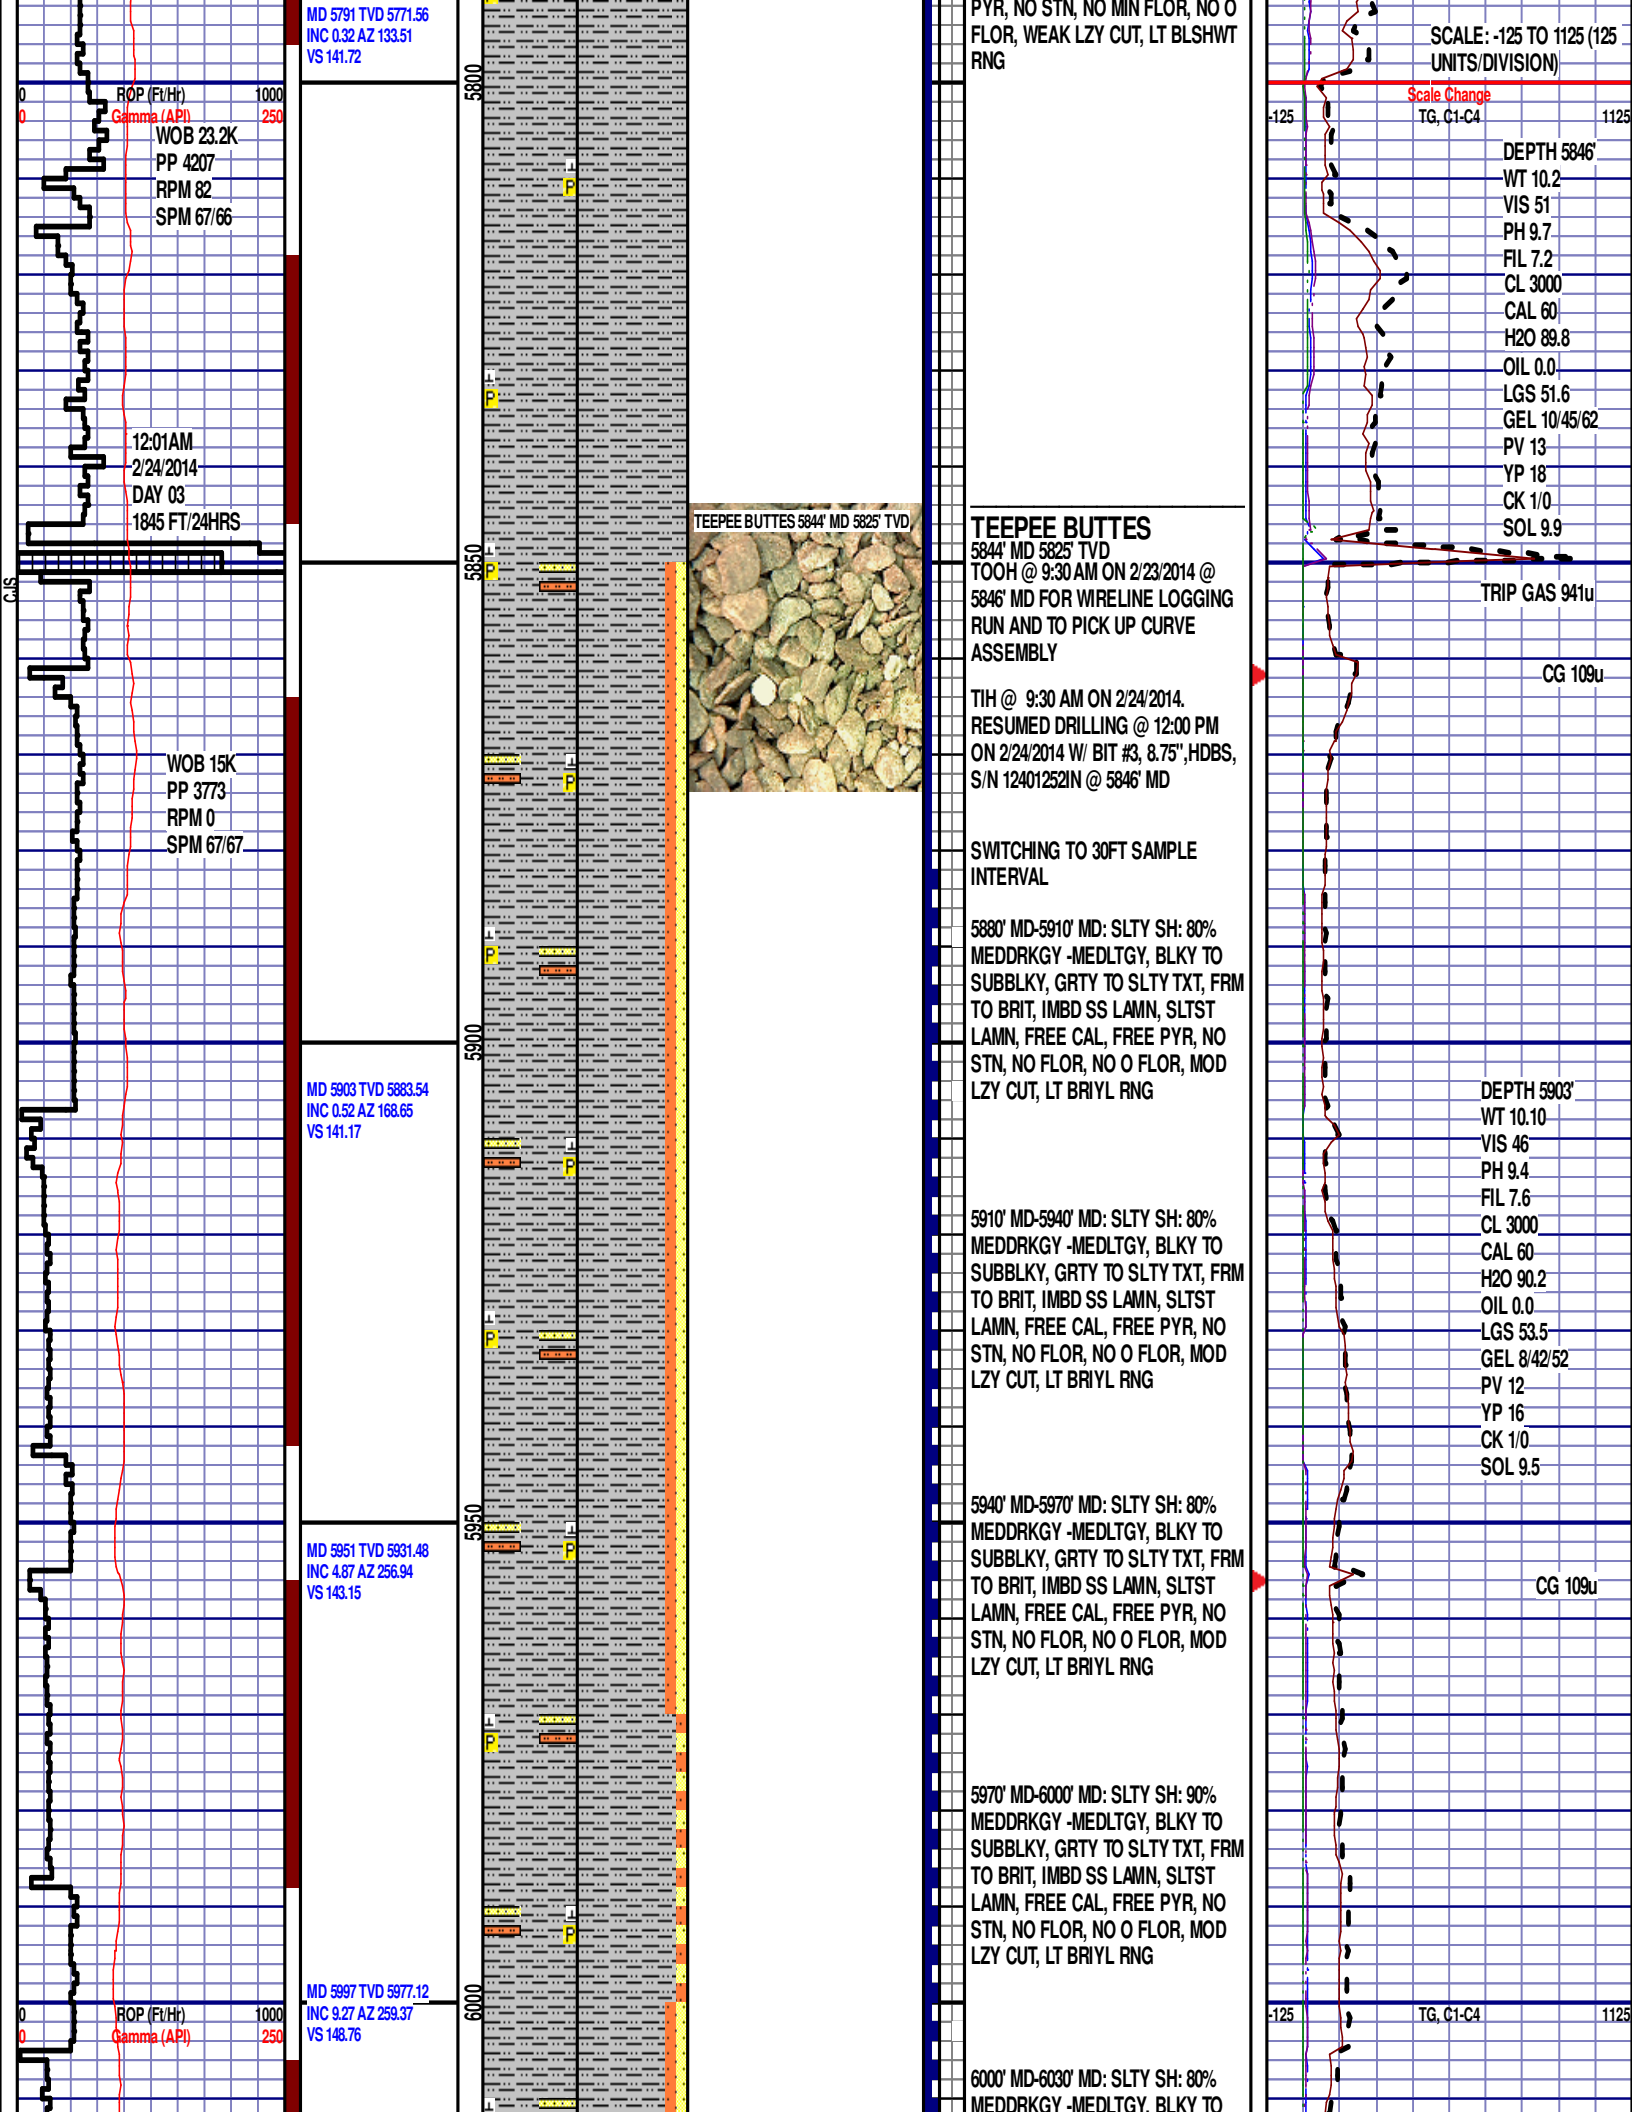 MD 5791 TVD 5771.56
INC 0.32 AZ 133.51
VS 141.72
0 ROP (Ft/Hr) 1000
0 Gamma (API) 250
WOB 23.2K
PP 4207
RPM 82
SPM 67/66
12:01AM
2/24/2014
DAY 03
1845 FT/24HRS
CJS
WOB 15K
PP 3773
RPM 0
SPM 67/67
MD 5903 TVD 5883.54
INC 0.52 AZ 168.65
VS 141.17
MD 5951 TVD 5931.48
INC 4.87 AZ 256.94
VS 143.15
MD 5997 TVD 5977.12
INC 9.27 AZ 259.37
VS 148.76
0 ROP (Ft/Hr) 1000
0 Gamma (API) 250
5800
5850
5900
5950
6000
P
P
P
P
P
P
P
P
P
P
TEEPEE BUTTES 5844' MD 5825' TVD
PYR, NO STN, NO MIN FLOR, NO O
FLOR, WEAK LZY CUT, LT BLSHWT
RNG
TEEPEE BUTTES
5844' MD 5825' TVD
TOOH @ 9:30 AM ON 2/23/2014 @
5846' MD FOR WIRELINE LOGGING
RUN AND TO PICK UP CURVE
ASSEMBLY
TIH @ 9:30 AM ON 2/24/2014.
RESUMED DRILLING @ 12:00 PM
ON 2/24/2014 W/ BIT #3, 8.75",HDBS,
S/N 12401252IN @ 5846' MD
SWITCHING TO 30FT SAMPLE
INTERVAL
5880' MD-5910' MD: SLTY SH: 80%
MEDDRKGY -MEDLTGY, BLKY TO
SUBBLKY, GRTY TO SLTY TXT, FRM
TO BRIT, IMBD SS LAMN, SLTST
LAMN, FREE CAL, FREE PYR, NO
STN, NO FLOR, NO O FLOR, MOD
LZY CUT, LT BRIYL RNG
5910' MD-5940' MD: SLTY SH: 80%
MEDDRKGY -MEDLTGY, BLKY TO
SUBBLKY, GRTY TO SLTY TXT, FRM
TO BRIT, IMBD SS LAMN, SLTST
LAMN, FREE CAL, FREE PYR, NO
STN, NO FLOR, NO O FLOR, MOD
LZY CUT, LT BRIYL RNG
5940' MD-5970' MD: SLTY SH: 80%
MEDDRKGY -MEDLTGY, BLKY TO
SUBBLKY, GRTY TO SLTY TXT, FRM
TO BRIT, IMBD SS LAMN, SLTST
LAMN, FREE CAL, FREE PYR, NO
STN, NO FLOR, NO O FLOR, MOD
LZY CUT, LT BRIYL RNG
5970' MD-6000' MD: SLTY SH: 90%
MEDDRKGY -MEDLTGY, BLKY TO
SUBBLKY, GRTY TO SLTY TXT, FRM
TO BRIT, IMBD SS LAMN, SLTST
LAMN, FREE CAL, FREE PYR, NO
STN, NO FLOR, NO O FLOR, MOD
LZY CUT, LT BRIYL RNG
6000' MD-6030' MD: SLTY SH: 80%
MEDDRKGY -MEDLTGY, BLKY TO
SCALE: -125 TO 1125 (125
UNITS/DIVISION)
Scale Change
-125 TG, C1-C4 1125
DEPTH 5846'
WT 10.2
VIS 51
PH 9.7
FIL 7.2
CL 3000
CAL 60
H2O 89.8
OIL 0.0
LGS 51.6
GEL 10/45/62
PV 13
YP 18
CK 1/0
SOL 9.9
TRIP GAS 941u
CG 109u
DEPTH 5903'
WT 10.10
VIS 46
PH 9.4
FIL 7.6
CL 3000
CAL 60
H2O 90.2
OIL 0.0
LGS 53.5
GEL 8/42/52
PV 12
YP 16
CK 1/0
SOL 9.5
CG 109u
-125 TG, C1-C4 1125